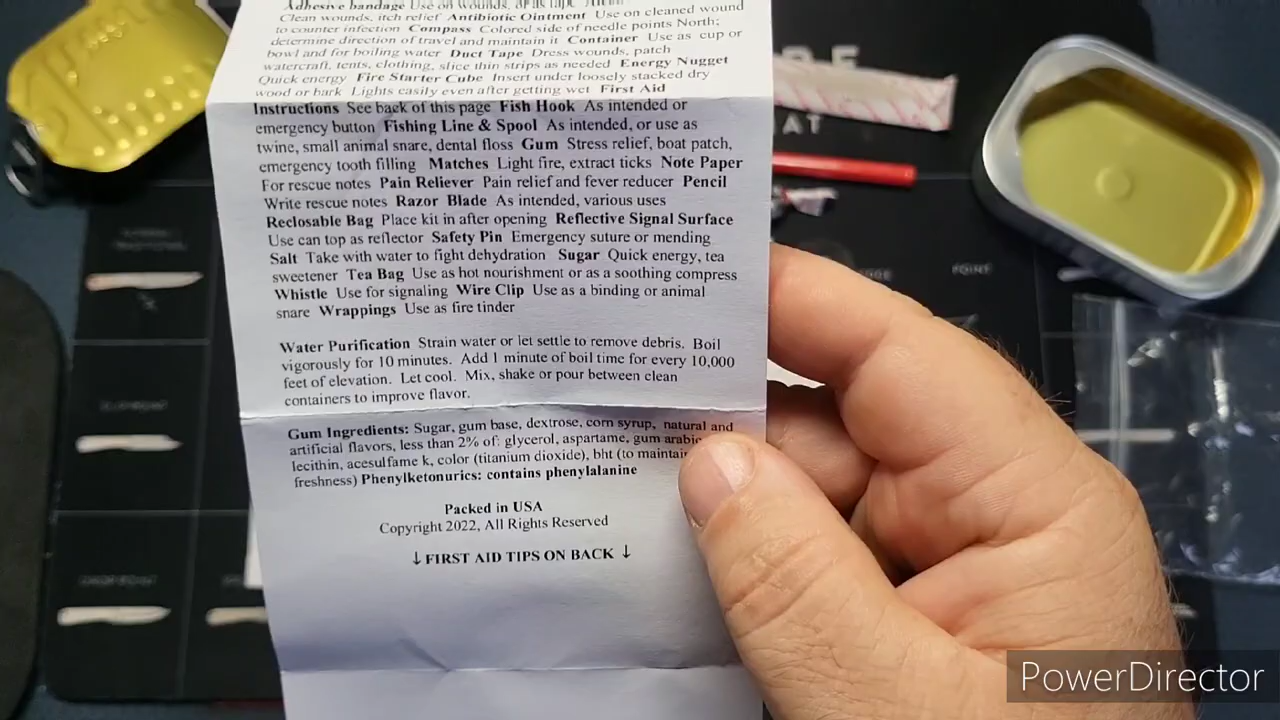 Adhesive bandage Use on wounds, or as tape
Clean wounds, itch relief Antibiotic Ointment Use on cleaned wound
to counter infection Compass Colored side of needle points North;
determine direction of travel and maintain it Container Use as cup or
bowl and for boiling water Duct Tape Dress wounds, patch
watercraft, tents, clothing, slice thin strips as needed Energy Nugget
Quick energy Fire Starter Cube Insert under loosely stacked dry
wood or bark Lights easily even after getting wet First Aid
Instructions See back of this page Fish Hook As intended or
emergency button Fishing Line & Spool As intended, or use as
twine, small animal snare, dental floss Gum Stress relief, boat patch,
emergency tooth filling Matches Light fire, extract ticks Note Paper
For rescue notes Pain Reliever Pain relief and fever reducer Pencil
Write rescue notes Razor Blade As intended, various uses
Reclosable Bag Place kit in after opening Reflective Signal Surface
Use can top as reflector Safety Pin Emergency suture or mending
Salt Take with water to fight dehydration Sugar Quick energy, tea
sweetener Tea Bag Use as hot nourishment or as a soothing compress
Whistle Use for signaling Wire Clip Use as a binding or animal
snare Wrappings Use as fire tinder
Water Purification Strain water or let settle to remove debris. Boil
vigorously for 10 minutes. Add 1 minute of boil time for every 10,000
feet of elevation. Let cool. Mix, shake or pour between clean
containers to improve flavor.
Gum Ingredients: Sugar, gum base, dextrose, corn syrup, natural and
artificial flavors, less than 2% of: glycerol, aspartame, gum arabic
lecithin, acesulfame k, color (titanium dioxide), bht (to maintain
freshness) Phenylketonurics: contains phenylalanine
Packed in USA
Copyright 2022, All Rights Reserved
↓ FIRST AID TIPS ON BACK ↓
AT
POINT
PowerDirector